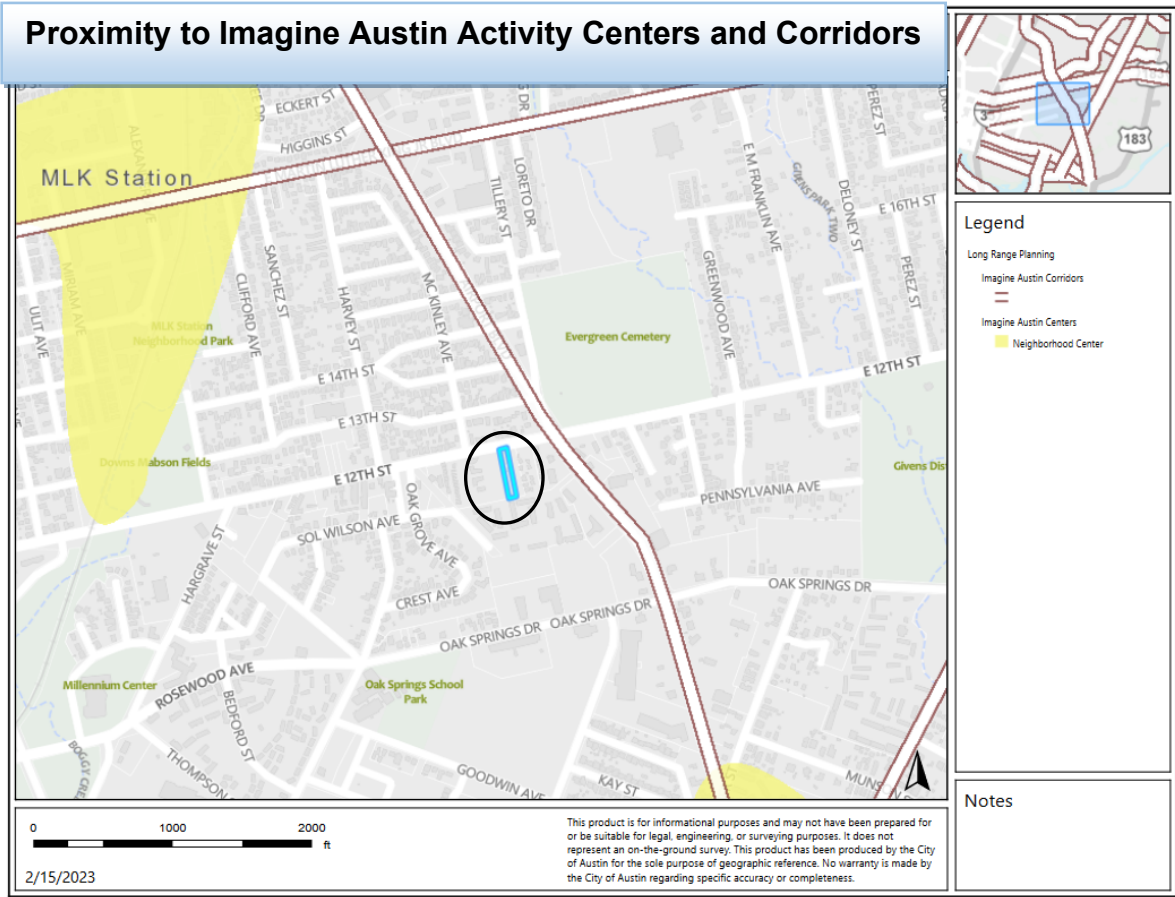 Proximity to Imagine Austin Activity Centers and Corridors
ECKERT ST
HIGGINS ST
MLK Station
TILLERY ST
LORETO DR
PEREZ ST
E M FRANKLIN AVE
DELONEY ST
E 16TH ST
PEREZ ST
GREENWOOD AVE
MIRIAM AVE
ULIT AVE
SANCHEZ ST
CLIFFORD AVE
HARVEY ST
MC KINLEY AVE
MLK Station
Neighborhood Park
Evergreen Cemetery
E 14TH ST
E 12TH ST
E 13TH ST
Downs Mabson Fields
E 12TH ST
Givens Dis
OAK GROVE AVE
PENNSYLVANIA AVE
SOL WILSON AVE
HARGRAVE ST
CREST AVE
OAK SPRINGS DR
OAK SPRINGS DR
OAK SPRINGS DR
ROSEWOOD AVE
Millennium Center
Oak Springs School
Park
BEDFORD ST
THOMPSON
GOODWIN AVE
KAY ST
183
Legend
Long Range Planning
Imagine Austin Corridors
Imagine Austin Centers
Neighborhood Center
Notes
0 1000 2000
ft
2/15/2023
This product is for informational purposes and may not have been prepared for
or be suitable for legal, engineering, or surveying purposes. It does not
represent an on-the-ground survey. This product has been produced by the City
of Austin for the sole purpose of geographic reference. No warranty is made by
the City of Austin regarding specific accuracy or completeness.